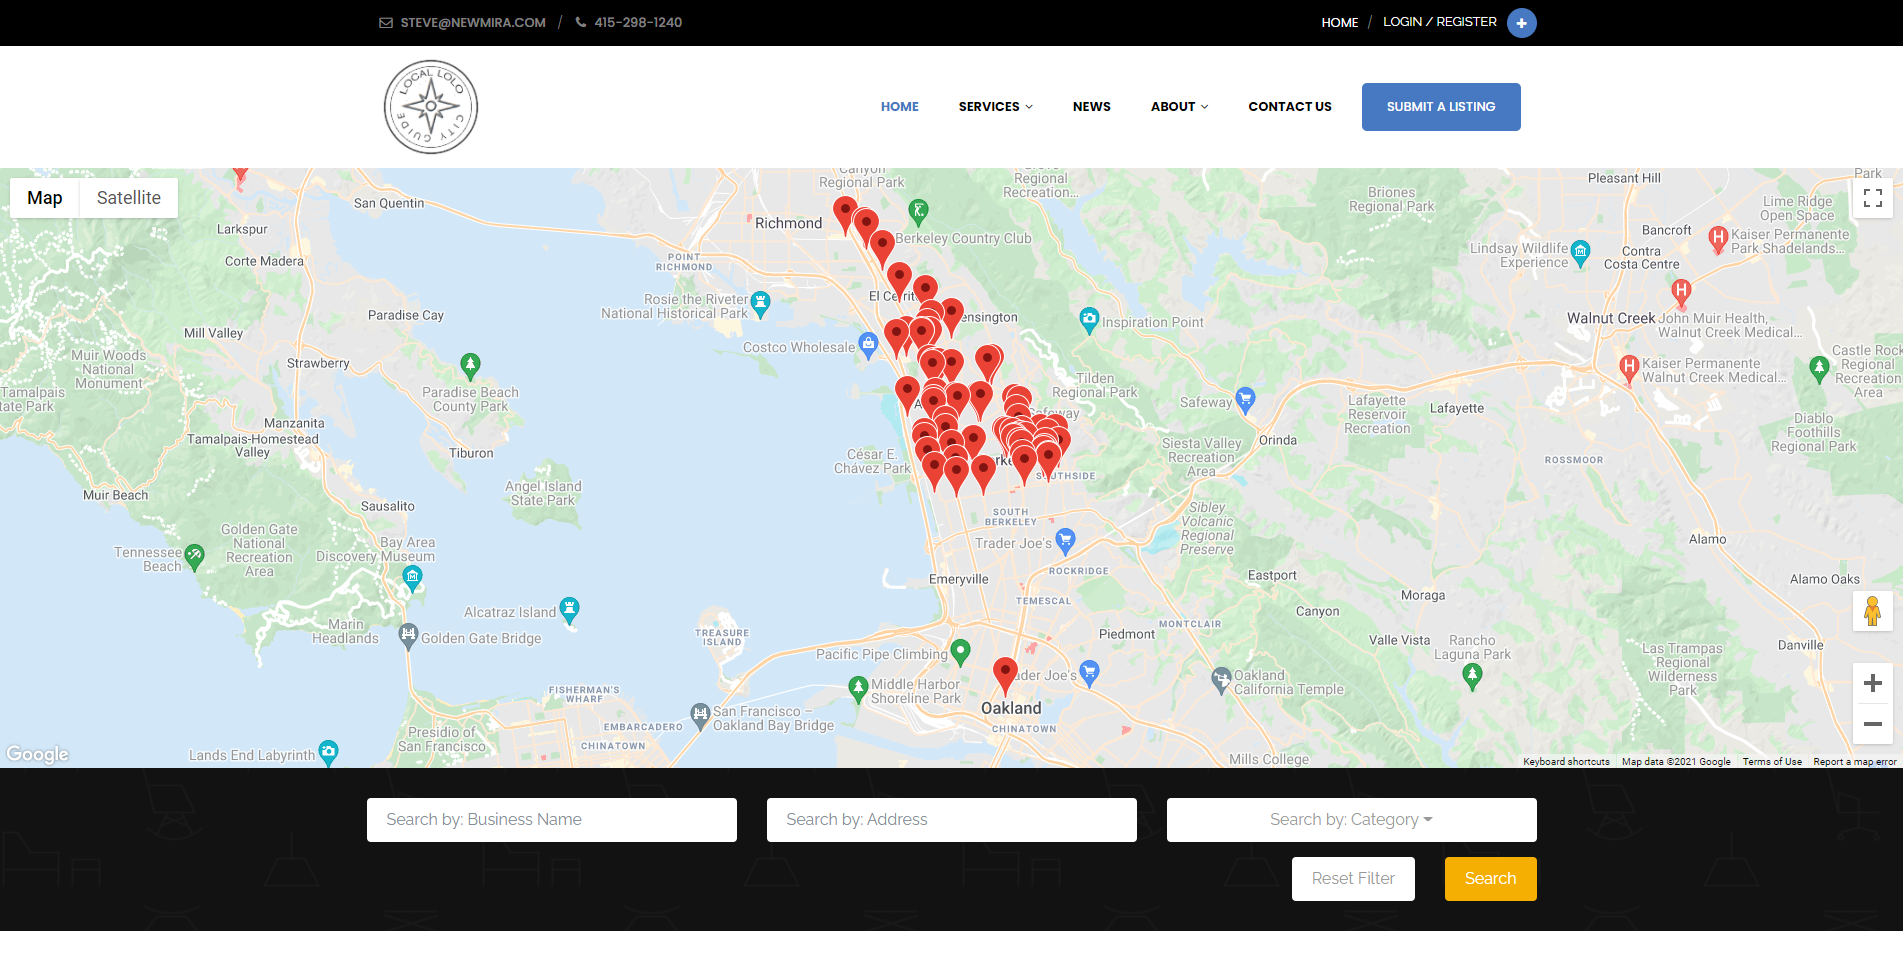 STEVE@NEWMIRA.COM / 415-298-1240
HOME / LOGIN / REGISTER
LOCAL LOLO CITY GUIDE
HOME SERVICES NEWS ABOUT CONTACT US SUBMIT A LISTING
Map Satellite
San Quentin
Larkspur
Corte Madera
Mill Valley
Paradise Cay
Strawberry
Muir Woods
National
Monument
Tamalpais
tate Park
Paradise Beach
County Park
Manzanita
Tamalpais-Homestead
Valley
Tiburon
Angel Island
State Park
Muir Beach
Sausalito
Golden Gate
National
Recreation
Area
Bay Area
Discovery Museum
Tennessee
Beach
Alcatraz Island
Marin
Headlands
Golden Gate Bridge
TREASURE
ISLAND
FISHERMAN'S
WHARF
EMBARCADERO
San Francisco –
Oakland Bay Bridge
Presidio of
San Francisco
CHINATOWN
Lands End Labyrinth
Google
Canyon
Regional Park
Regional
Recreation...
Richmond
Berkeley Country Club
POINT
RICHMOND
Rosie the Riveter
National Historical Park
El Cerrit
ensington
Inspiration Point
Costco Wholesale
Tilden
Regional Park
Safeway
A
César E.
Chávez Park
rke
SOUTHSIDE
SOUTH
BERKELEY
Trader Joe's
ROCKRIDGE
Emeryville
TEMESCAL
Piedmont
MONTCLAIR
Pacific Pipe Climbing
Middle Harbor
Shoreline Park
ader Joe's
Oakland
CHINATOWN
Oakland
California Temple
Mills College
Briones
Regional Park
Pleasant Hill
Park
Lime Ridge
Open Space
Bancroft
Kaiser Permanente
Park Shadelands...
Lindsay Wildlife
Experience
Contra
Costa Centre
Walnut Creek
John Muir Health,
Walnut Creek Medical...
Kaiser Permanente
Walnut Creek Medical...
Castle Rock
Regional
Recreation
Area
Safeway
Lafayette
Reservoir
Recreation
Lafayette
Diablo
Foothills
Regional Park
Siesta Valley
Recreation
Area
Orinda
ROSSMOOR
Sibley
Volcanic
Regional
Preserve
Alamo
Eastport
Moraga
Alamo Oaks
Canyon
Valle Vista
Rancho
Laguna Park
Las Trampas
Regional
Wilderness
Park
Danville
Keyboard shortcuts Map data ©2021 Google Terms of Use Report a map error
Search by: Business Name Search by: Address Search by: Category
Reset Filter Search